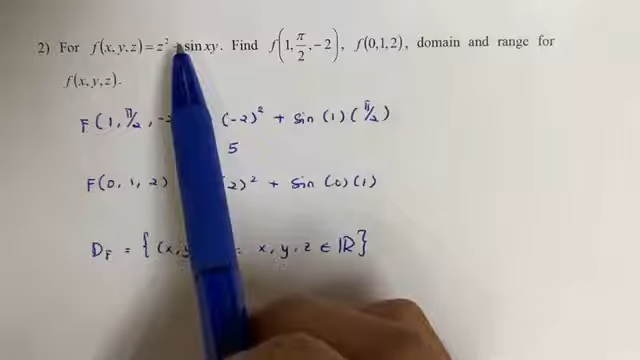 2) For f(x, y, z) = z² + sin xy. Find f(1, π/2, −2), f(0,1,2), domain and range for
f(x, y, z).
F(1, π/2, -2 (-2)² + sin (1)(π/2)
5
F(0, 1, 2) 2)² + sin (0)(1)
D_F = { (x,y : x, y, z ∈ ℝ }